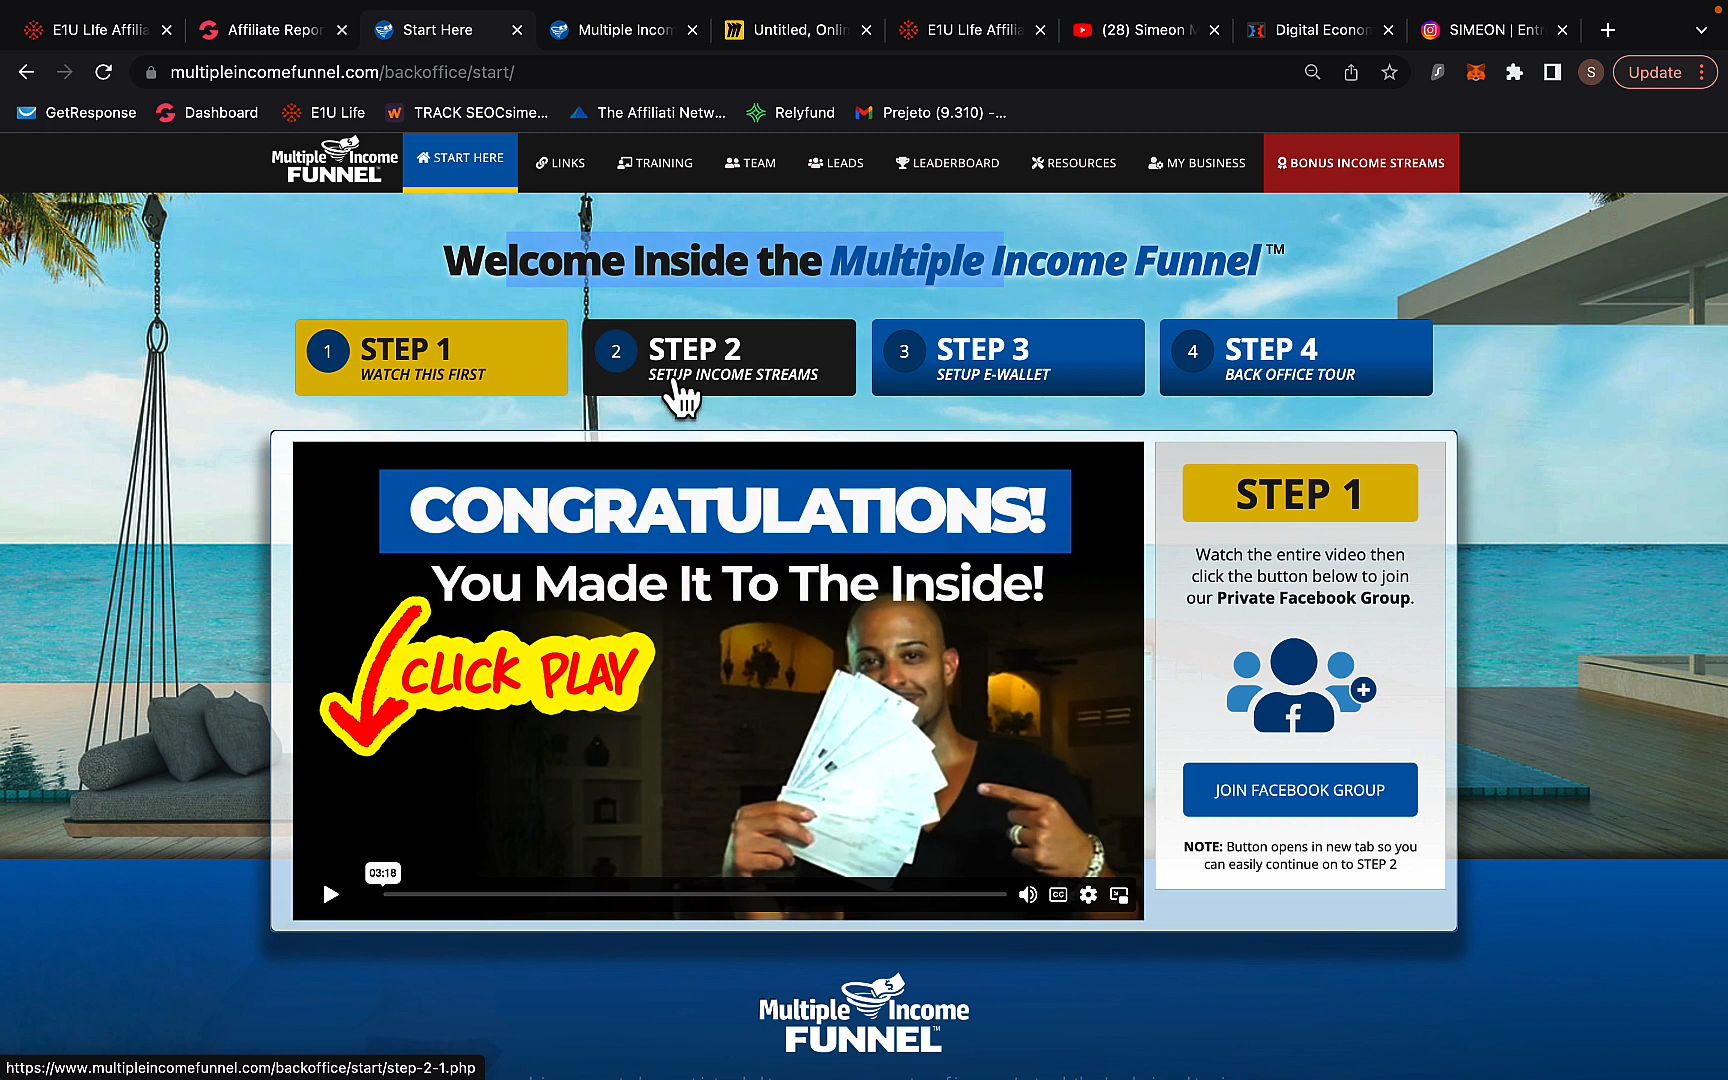 E1U LIfe Affilia
Affiliate Repor
Start Here
Multiple Incom
Untitled, Onlin
E1U LIfe Affilia
(28) Simeon M
Digital Econon
SIMEON | Entr
multipleincomefunnel.com/backoffice/start/
S
Update
GetResponse
Dashboard
E1U Life
TRACK SEOCsime...
The Affiliati Netw...
Relyfund
Prejeto (9.310) –...
Multiple Income
FUNNEL
START HERE
LINKS
TRAINING
TEAM
LEADS
LEADERBOARD
RESOURCES
MY BUSINESS
BONUS INCOME STREAMS
Welcome Inside the Multiple Income Funnel™
1 STEP 1
WATCH THIS FIRST
2 STEP 2
SETUP INCOME STREAMS
3 STEP 3
SETUP E-WALLET
4 STEP 4
BACK OFFICE TOUR
CONGRATULATIONS!
You Made It To The Inside!
CLICK PLAY
03:18
CC
STEP 1
Watch the entire video then
click the button below to join
our Private Facebook Group.
JOIN FACEBOOK GROUP
NOTE: Button opens in new tab so you
can easily continue on to STEP 2
Multiple Income
FUNNEL™
https://www.multipleincomefunnel.com/backoffice/start/step-2-1.php